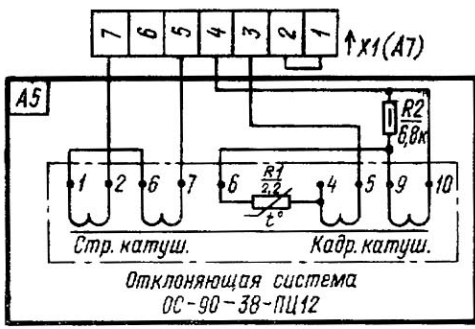 7 6 5 4 3 2 1
X1(A7)
A5
R2
6,8к
1 2 6 7 6 R1 4 5 9 10
2,2
t°
Стр. катуш. Кадр. катуш.
Отклоняющая система
ОС-90-38-ПЦ12